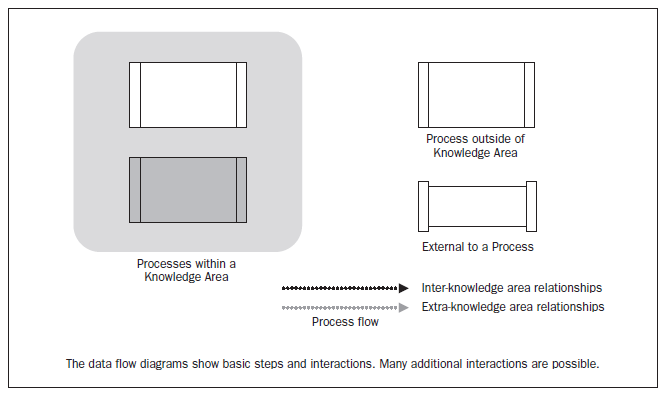 Process outside of
Knowledge Area
External to a Process
Processes within a
Knowledge Area
Inter-knowledge area relationships
Extra-knowledge area relationships
Process flow
The data flow diagrams show basic steps and interactions. Many additional interactions are possible.